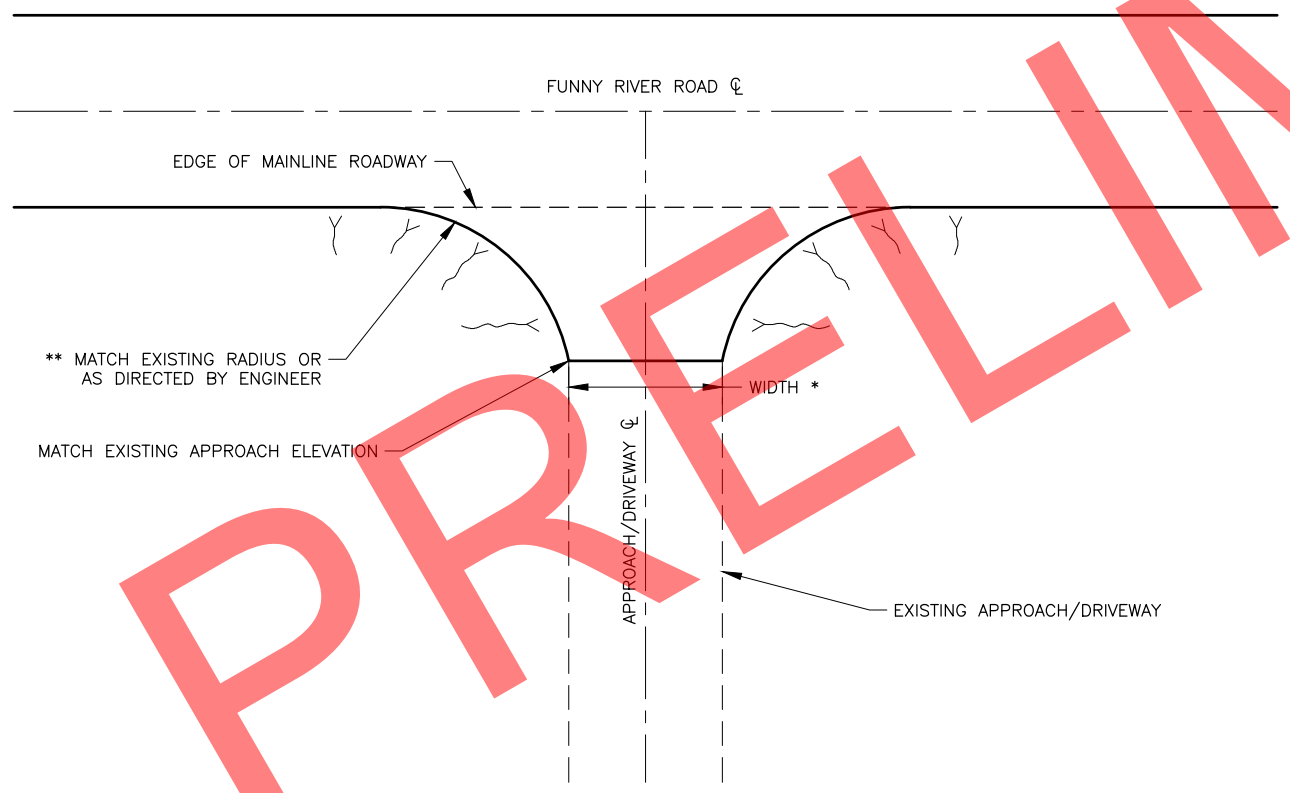 FUNNY RIVER ROAD ℄
EDGE OF MAINLINE ROADWAY
** MATCH EXISTING RADIUS OR
AS DIRECTED BY ENGINEER
WIDTH *
MATCH EXISTING APPROACH ELEVATION
APPROACH/DRIVEWAY ℄
EXISTING APPROACH/DRIVEWAY
PRELIM